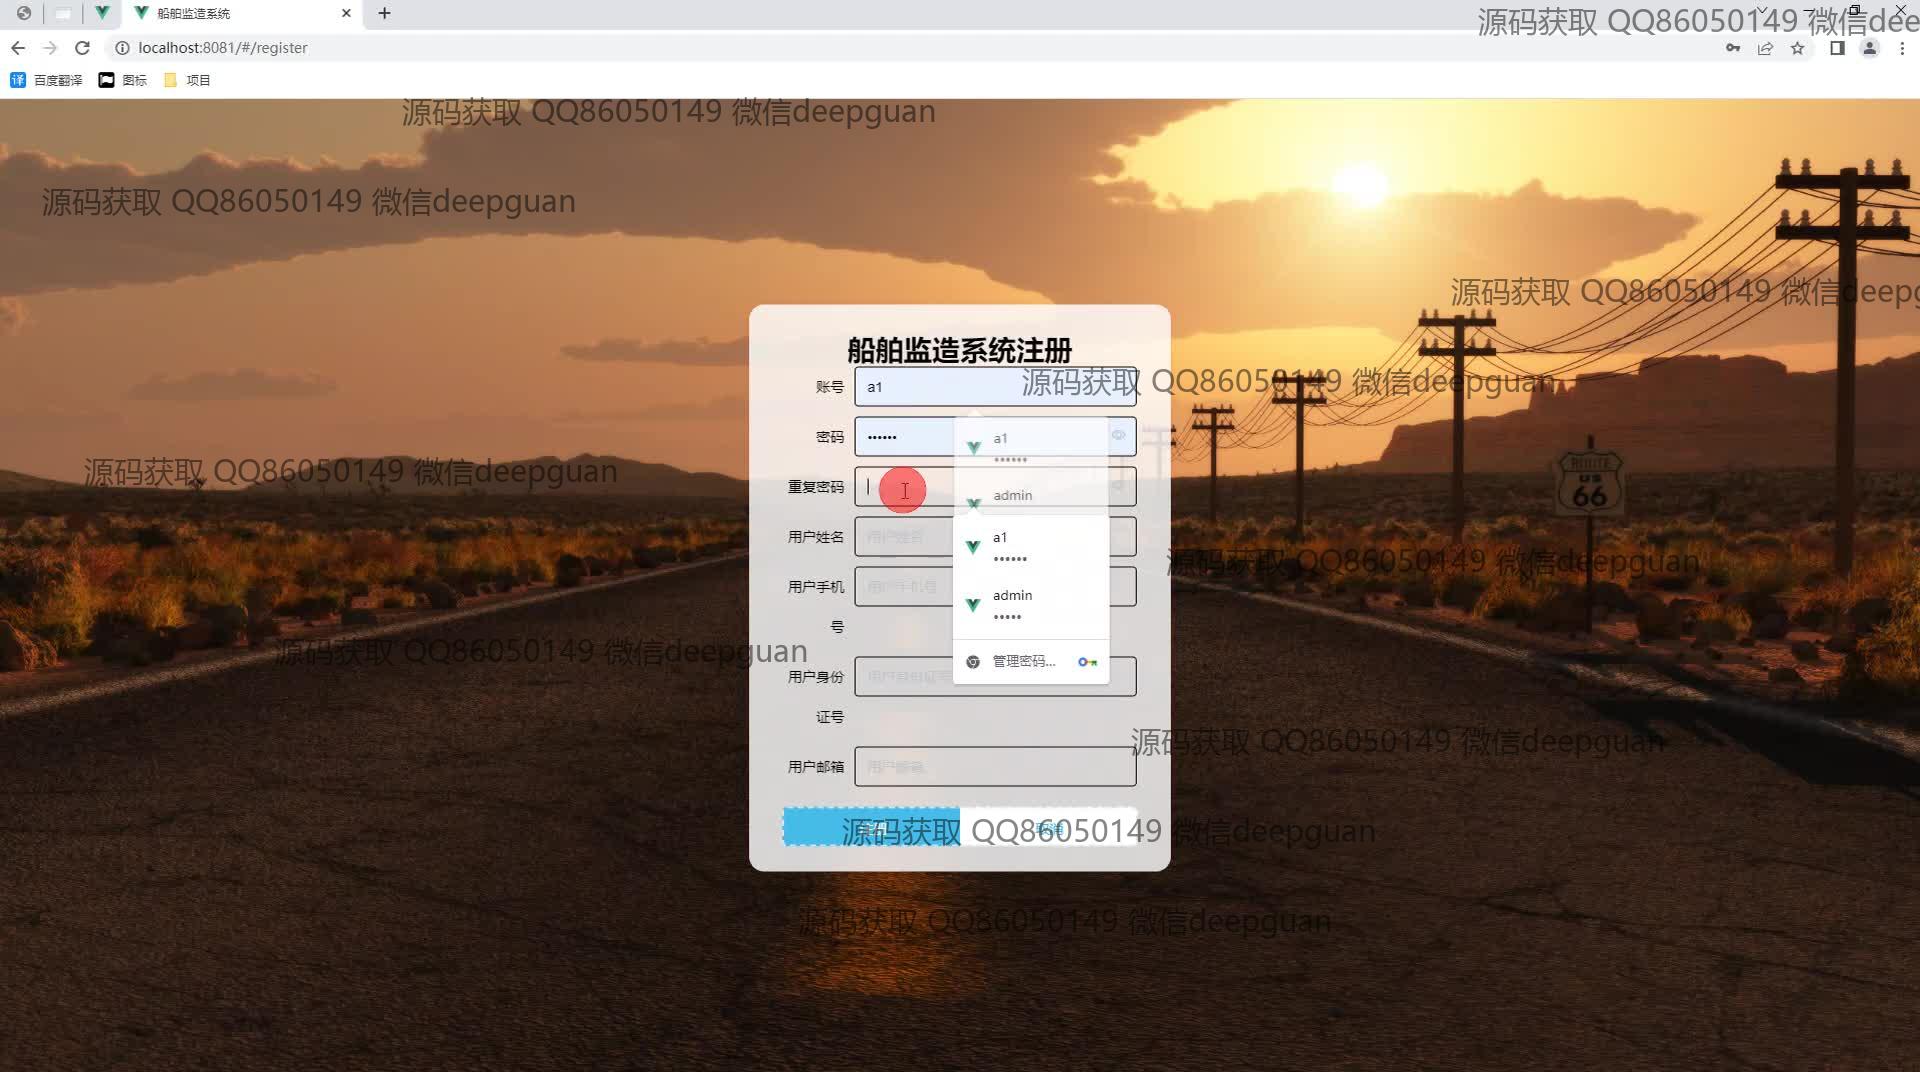 船舶监造系统
localhost:8081/#/register
百度翻译
图标
项目
源码获取 QQ86050149 微信dee
源码获取 QQ86050149 微信deepguan
源码获取 QQ86050149 微信deepguan
源码获取 QQ86050149 微信deepg
船舶监造系统注册
账号 a1
源码获取 QQ86050149 微信deepguan
密码 ••••••
a1
••••••
源码获取 QQ86050149 微信deepguan
ROUTE
US
66
重复密码
admin
用户姓名 用户姓名
a1
••••••
源码获取 QQ86050149 微信deepguan
用户手机 用户手机号
号
admin
•••••
源码获取 QQ86050149 微信deepguan
管理密码...
用户身份 用户身份证号
证号
源码获取 QQ86050149 微信deepguan
用户邮箱 用户邮箱
取消
源码获取 QQ86050149 微信deepguan
源码获取 QQ86050149 微信deepguan